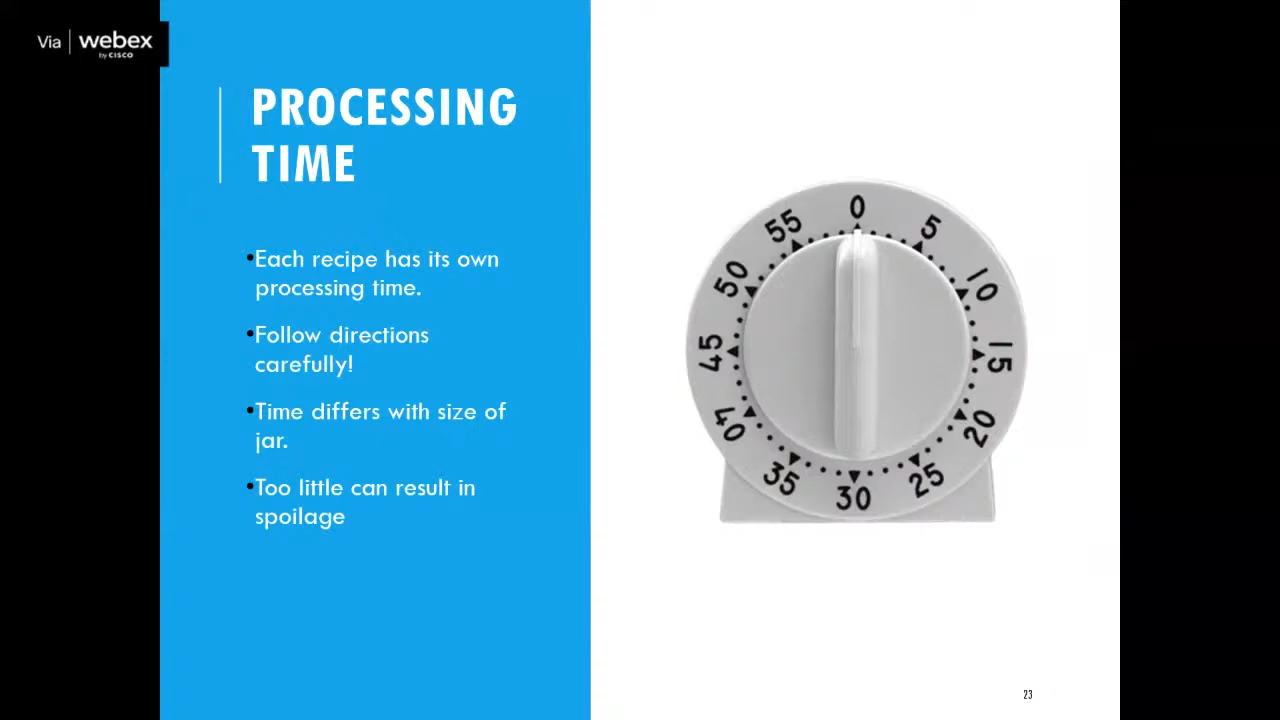 Via | webex
by CISCO
PROCESSING
TIME
•Each recipe has its own
processing time.
•Follow directions
carefully!
•Time differs with size of
jar.
•Too little can result in
spoilage
0
5
10
15
20
25
30
35
40
45
50
55
23